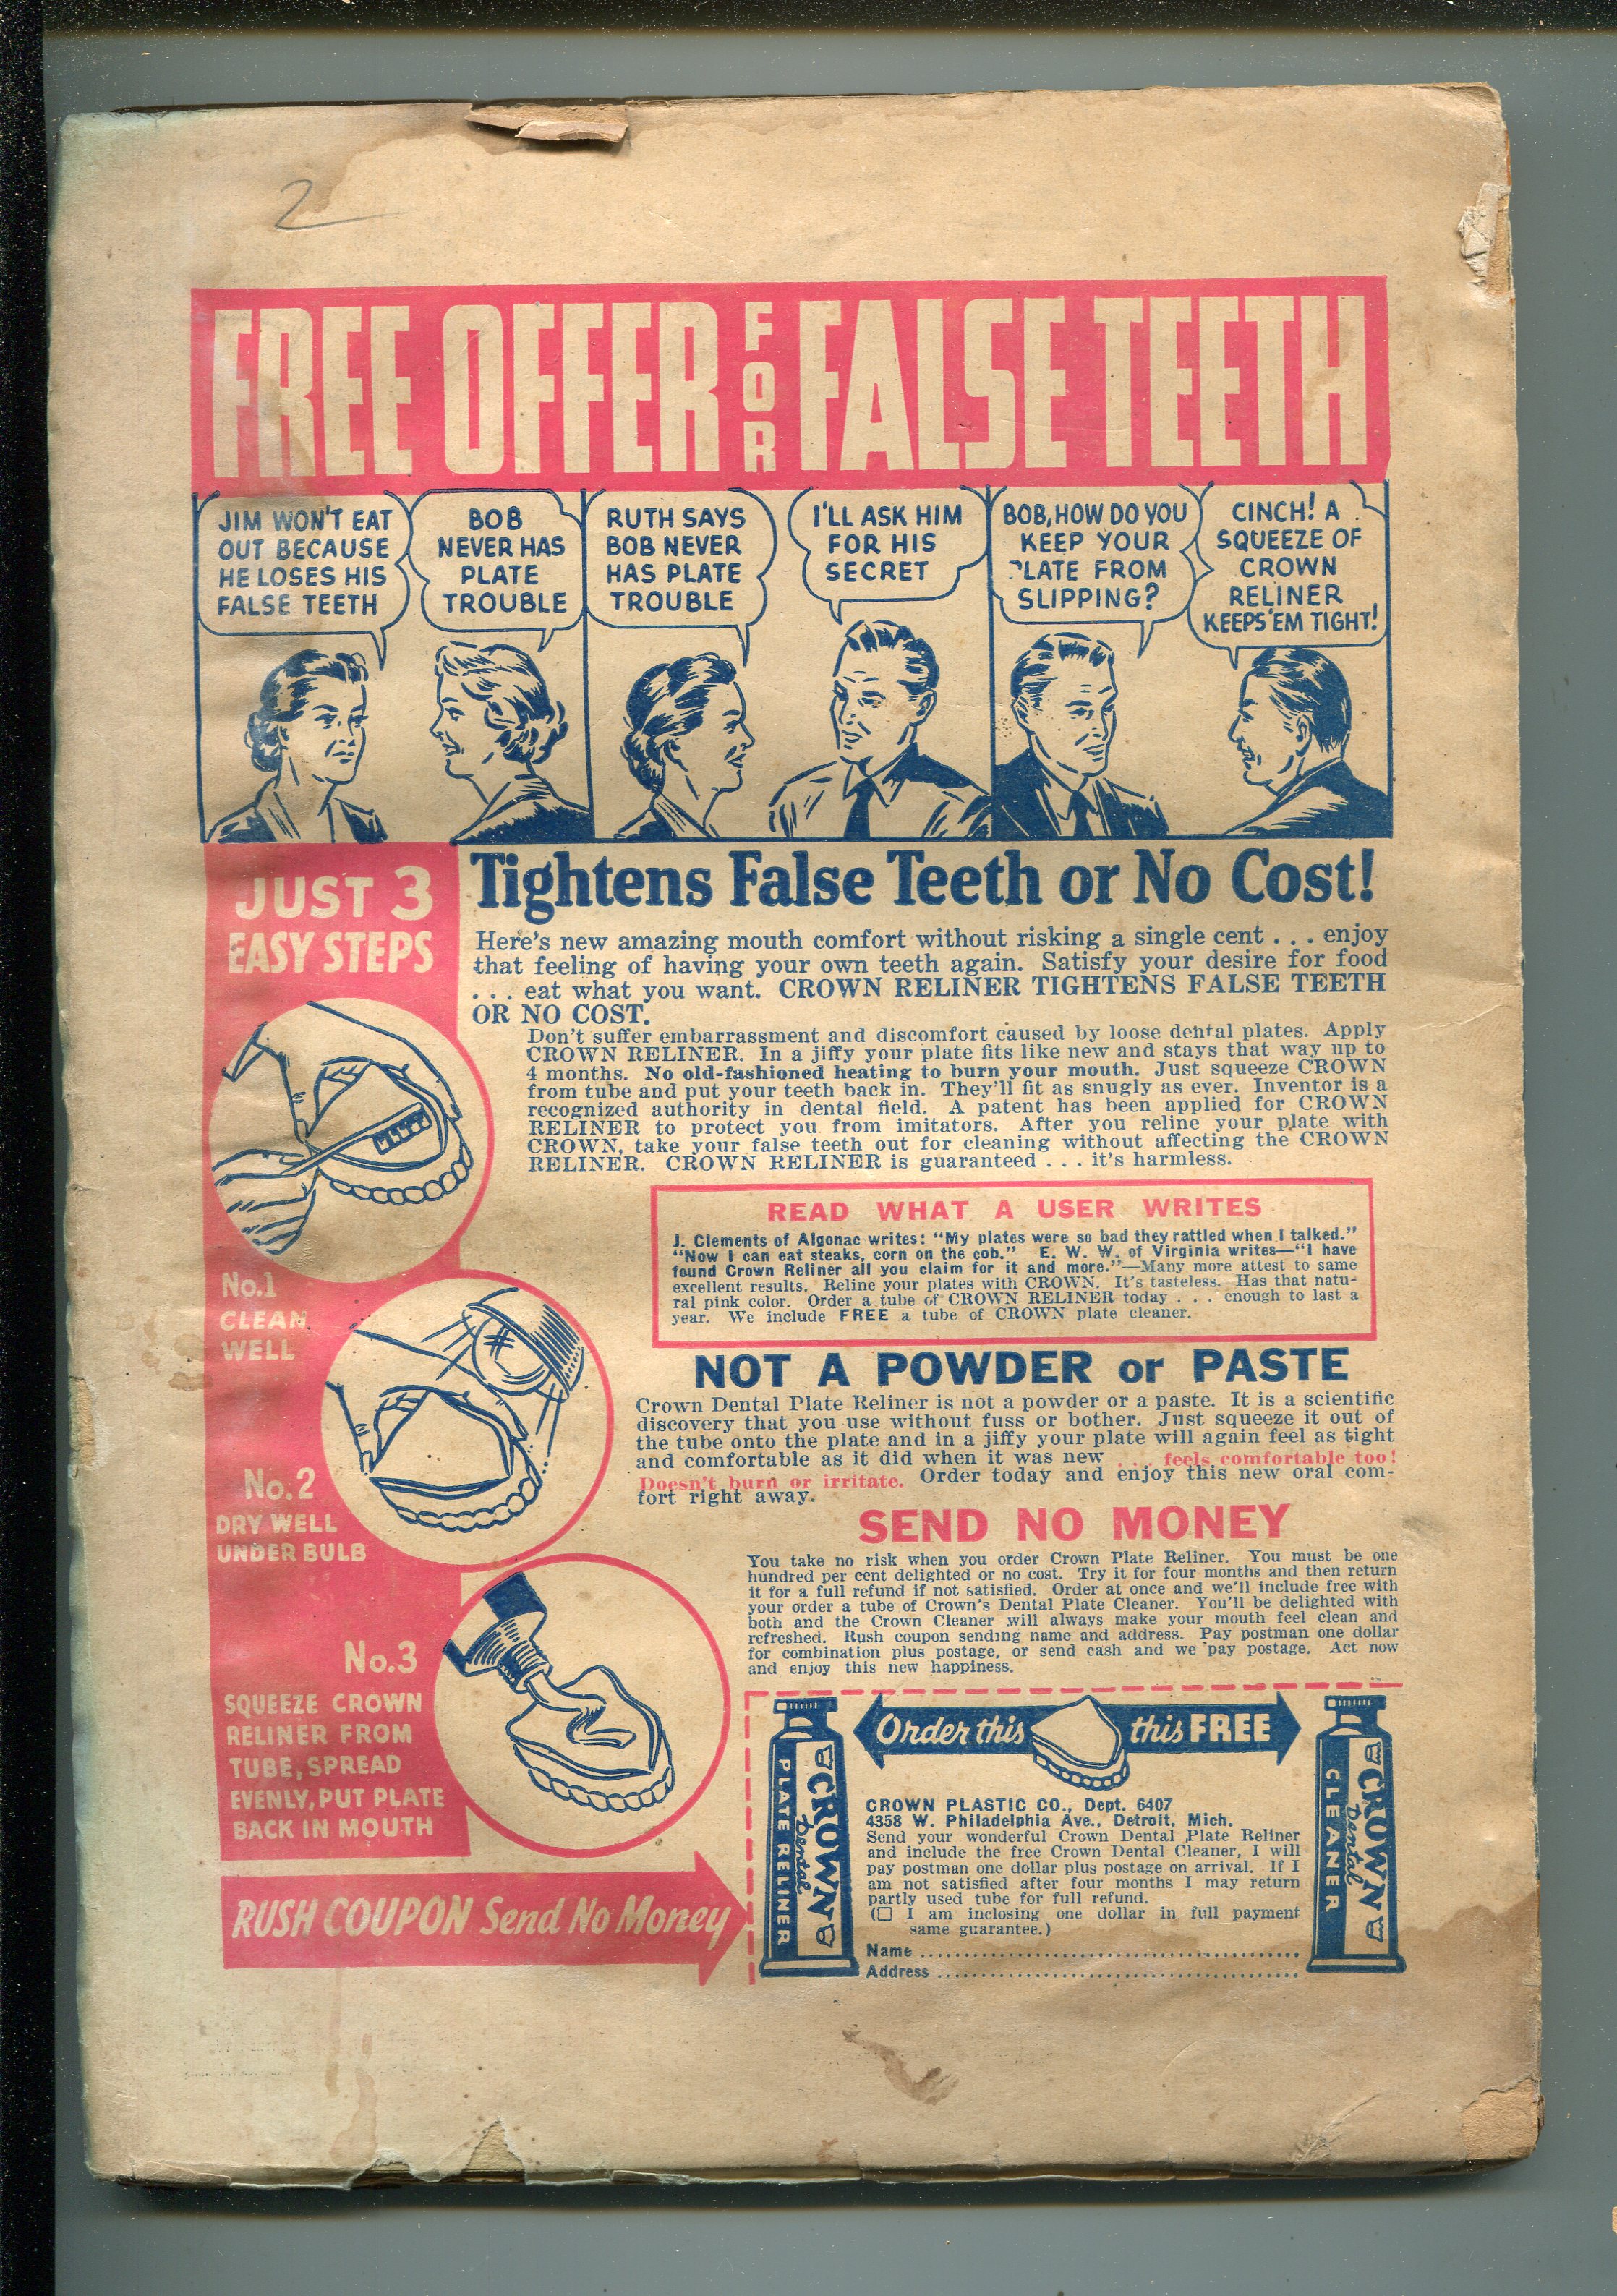 2
FREE OFFER FOR FALSE TEETH
JIM WON'T EAT
OUT BECAUSE
HE LOSES HIS
FALSE TEETH
BOB
NEVER HAS
PLATE
TROUBLE
RUTH SAYS
BOB NEVER
HAS PLATE
TROUBLE
I'LL ASK HIM
FOR HIS
SECRET
BOB, HOW DO YOU
KEEP YOUR
PLATE FROM
SLIPPING?
CINCH! A
SQUEEZE OF
CROWN
RELINER
KEEPS 'EM TIGHT!
JUST 3
EASY STEPS
No.1
CLEAN
WELL
No.2
DRY WELL
UNDER BULB
No.3
SQUEEZE CROWN
RELINER FROM
TUBE, SPREAD
EVENLY, PUT PLATE
BACK IN MOUTH
RUSH COUPON Send No Money
Tightens False Teeth or No Cost!
Here's new amazing mouth comfort without risking a single cent . . . enjoy
that feeling of having your own teeth again. Satisfy your desire for food
. . . eat what you want. CROWN RELINER TIGHTENS FALSE TEETH
OR NO COST.
Don't suffer embarrassment and discomfort caused by loose dental plates. Apply
CROWN RELINER. In a jiffy your plate fits like new and stays that way up to
4 months. No old-fashioned heating to burn your mouth. Just squeeze CROWN
from tube and put your teeth back in. They'll fit as snugly as ever. Inventor is a
recognized authority in dental field. A patent has been applied for CROWN
RELINER to protect you from imitators. After you reline your plate with
CROWN, take your false teeth out for cleaning without affecting the CROWN
RELINER. CROWN RELINER is guaranteed . . . it's harmless.
READ WHAT A USER WRITES
J. Clements of Algonac writes: "My plates were so bad they rattled when I talked."
"Now I can eat steaks, corn on the cob." E. W. W. of Virginia writes—"I have
found Crown Reliner all you claim for it and more."—Many more attest to same
excellent results. Reline your plates with CROWN. It's tasteless. Has that natu-
ral pink color. Order a tube of CROWN RELINER today . . . enough to last a
year. We include FREE a tube of CROWN plate cleaner.
NOT A POWDER or PASTE
Crown Dental Plate Reliner is not a powder or a paste. It is a scientific
discovery that you use without fuss or bother. Just squeeze it out of
the tube onto the plate and in a jiffy your plate will again feel as tight
and comfortable as it did when it was new . . . feels comfortable too!
Doesn't burn or irritate. Order today and enjoy this new oral com-
fort right away.
SEND NO MONEY
You take no risk when you order Crown Plate Reliner. You must be one
hundred per cent delighted or no cost. Try it for four months and then return
it for a full refund if not satisfied. Order at once and we'll include free with
your order a tube of Crown's Dental Plate Cleaner. You'll be delighted with
both and the Crown Cleaner will always make your mouth feel clean and
refreshed. Rush coupon sending name and address. Pay postman one dollar
for combination plus postage, or send cash and we pay postage. Act now
and enjoy this new happiness.
Order this
this FREE
CROWN
Dental
PLATE RELINER
CROWN PLASTIC CO., Dept. 6407
4358 W. Philadelphia Ave., Detroit, Mich.
Send your wonderful Crown Dental Plate Reliner
and include the free Crown Dental Cleaner, I will
pay postman one dollar plus postage on arrival. If I
am not satisfied after four months I may return
partly used tube for full refund.
(□ I am inclosing one dollar in full payment
same guarantee.)
Name
Address
CROWN
Dental
CLEANER